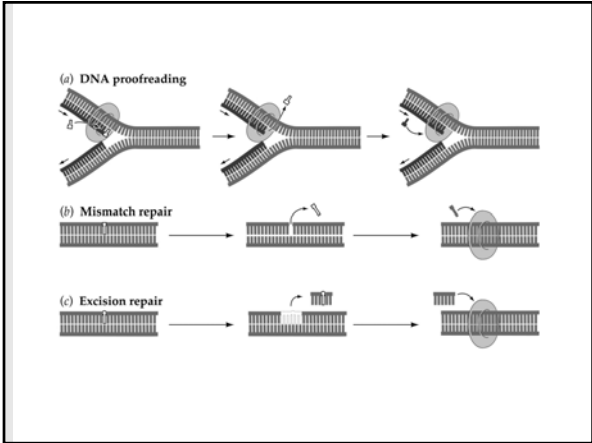 (a) DNA proofreading
(b) Mismatch repair
(c) Excision repair